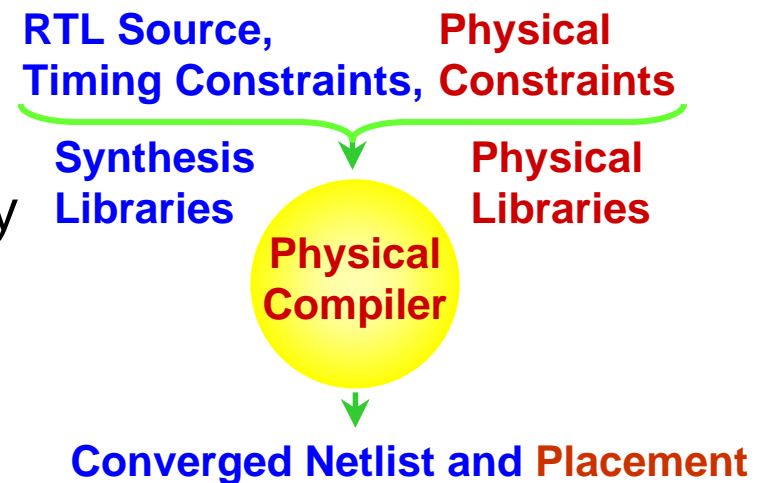 RTL Source, Physical
Timing Constraints, Constraints
Synthesis Physical
y Libraries Libraries
Physical
Compiler
Converged Netlist and Placement